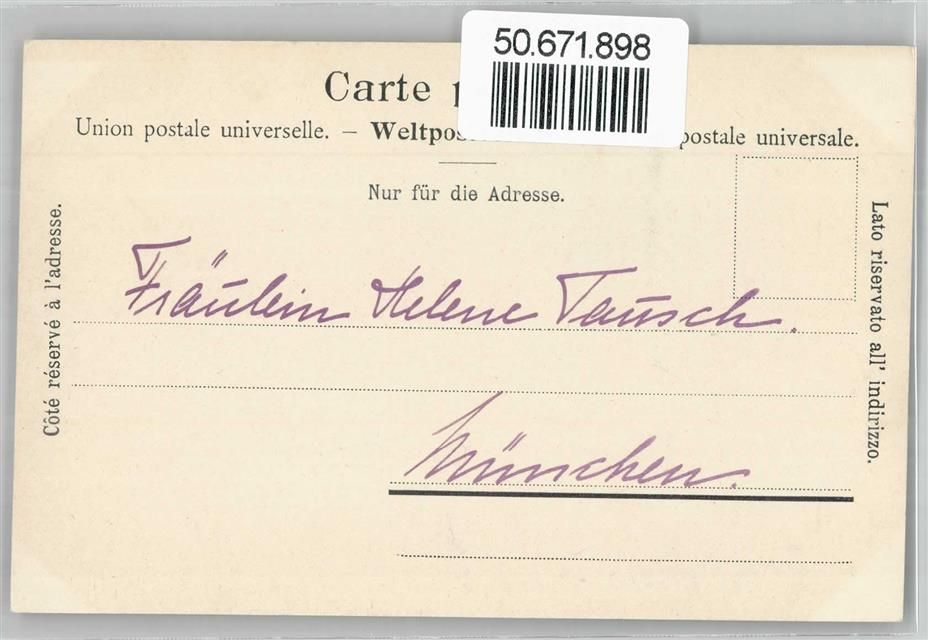 50.671.898
Carte
Union postale universelle. – Weltpos postale universale.
Nur für die Adresse.
Côté réservé à l'adresse.
Lato riservato all' indirizzo.
Fräulein Helene Tausch.
München.